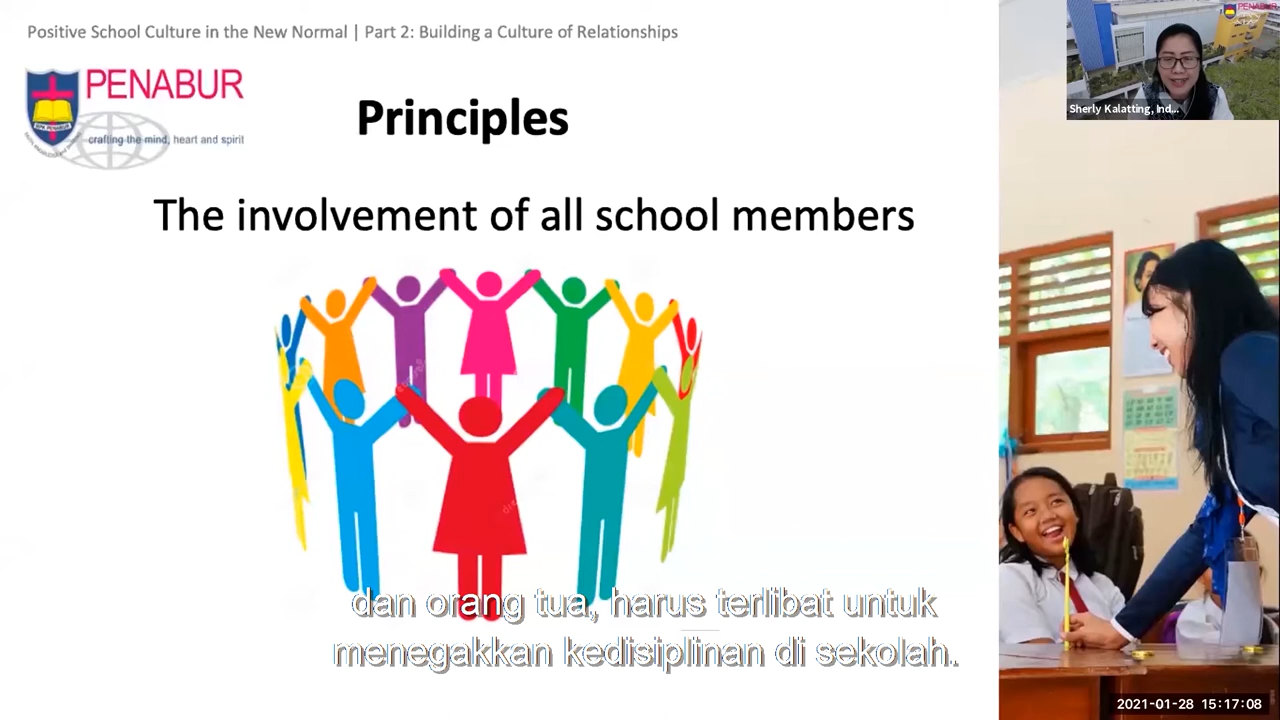 Positive School Culture in the New Normal | Part 2: Building a Culture of Relationships
PENABUR
crafting the mind, heart and spirit
Principles
The involvement of all school members
dan orang tua, harus terlibat untuk
menegakkan kedisiplinan di sekolah.
Sherly Kalatting, Ind...
PENABUR
2021-01-28 15:17:08